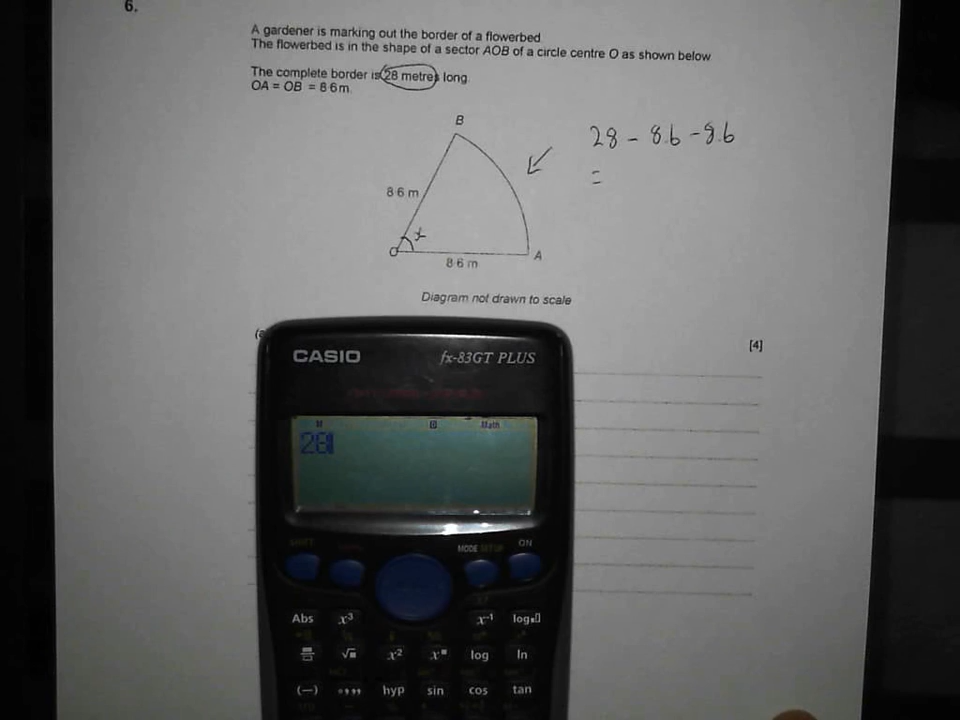 6.
A gardener is marking out the border of a flowerbed
The flowerbed is in the shape of a sector AOB of a circle centre O as shown below
The complete border is 28 metres long.
OA = OB = 8·6m.
B
28 - 8.6 - 8.6
=
8·6 m
x
O
A
8·6 m
Diagram not drawn to scale
(a
[4]
CASIO
fx-83GT PLUS
M D Math
28
SHIFT
MODE SETUP
ON
Abs x³ x⁻¹ log□
√■ x² x■ log ln
(—) °’ ” hyp sin cos tan